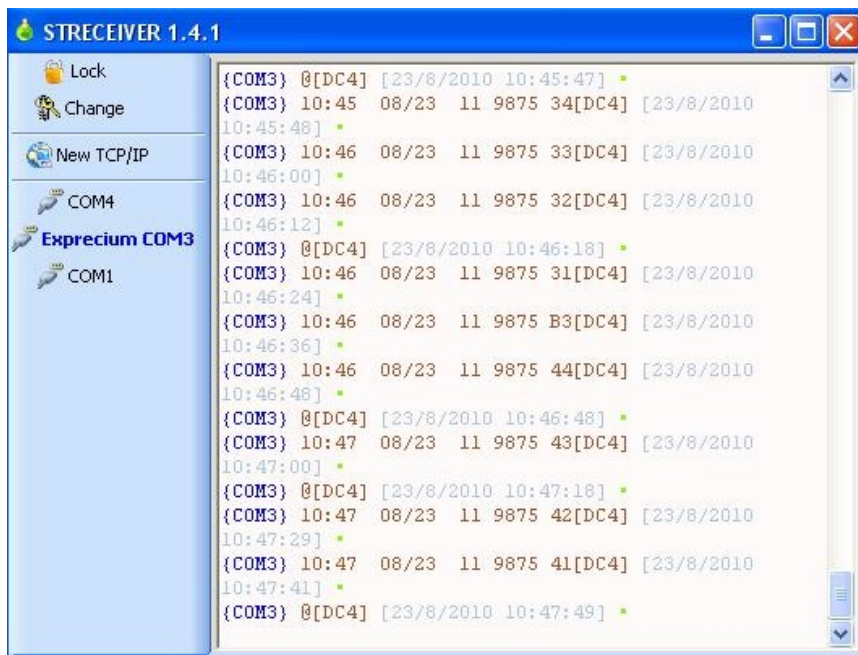 STRECEIVER 1.4.1
Lock
Change
New TCP/IP
COM4
Exprecium COM3
COM1
{COM3} @[DC4] [23/8/2010 10:45:47]
{COM3} 10:45  08/23  11 9875 34[DC4] [23/8/2010
10:45:48]
{COM3} 10:46  08/23  11 9875 33[DC4] [23/8/2010
10:46:00]
{COM3} 10:46  08/23  11 9875 32[DC4] [23/8/2010
10:46:12]
{COM3} @[DC4] [23/8/2010 10:46:18]
{COM3} 10:46  08/23  11 9875 31[DC4] [23/8/2010
10:46:24]
{COM3} 10:46  08/23  11 9875 B3[DC4] [23/8/2010
10:46:36]
{COM3} 10:46  08/23  11 9875 44[DC4] [23/8/2010
10:46:48]
{COM3} @[DC4] [23/8/2010 10:46:48]
{COM3} 10:47  08/23  11 9875 43[DC4] [23/8/2010
10:47:00]
{COM3} @[DC4] [23/8/2010 10:47:18]
{COM3} 10:47  08/23  11 9875 42[DC4] [23/8/2010
10:47:29]
{COM3} 10:47  08/23  11 9875 41[DC4] [23/8/2010
10:47:41]
{COM3} @[DC4] [23/8/2010 10:47:49]